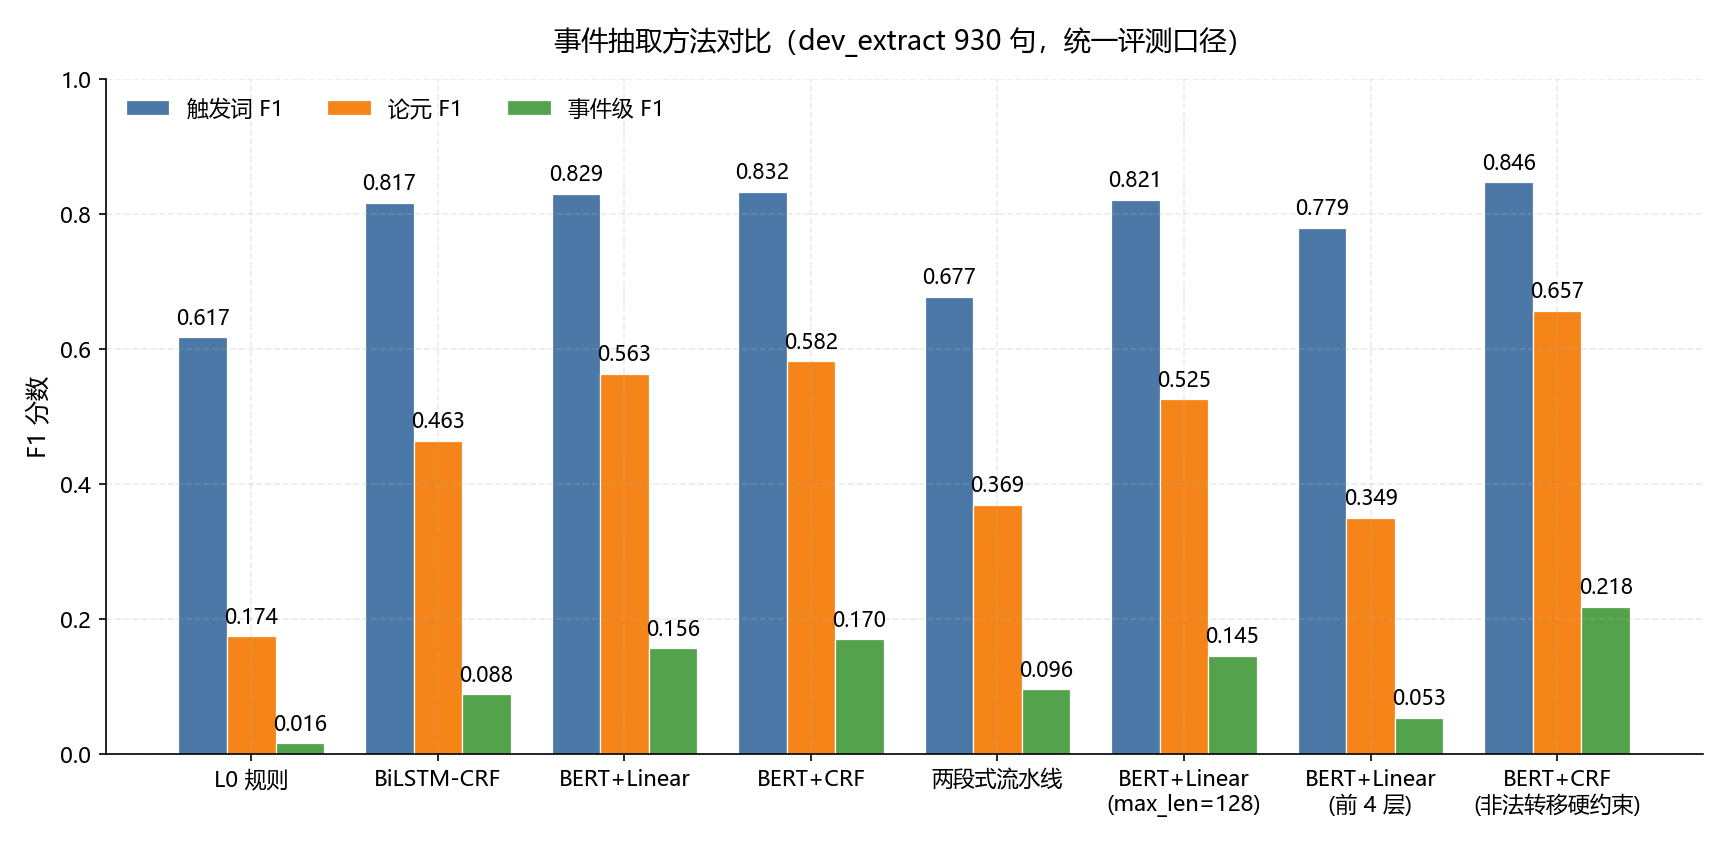 事件抽取方法对比（dev_extract 930 句，统一评测口径）
触发词 F1
论元 F1
事件级 F1
F1 分数
1.0
0.8
0.6
0.4
0.2
0.0
0.617
0.174
0.016
0.817
0.463
0.088
0.829
0.563
0.156
0.832
0.582
0.170
0.677
0.369
0.096
0.821
0.525
0.145
0.779
0.349
0.053
0.846
0.657
0.218
L0 规则
BiLSTM-CRF
BERT+Linear
BERT+CRF
两段式流水线
BERT+Linear
(max_len=128)
BERT+Linear
(前 4 层)
BERT+CRF
(非法转移硬约束)